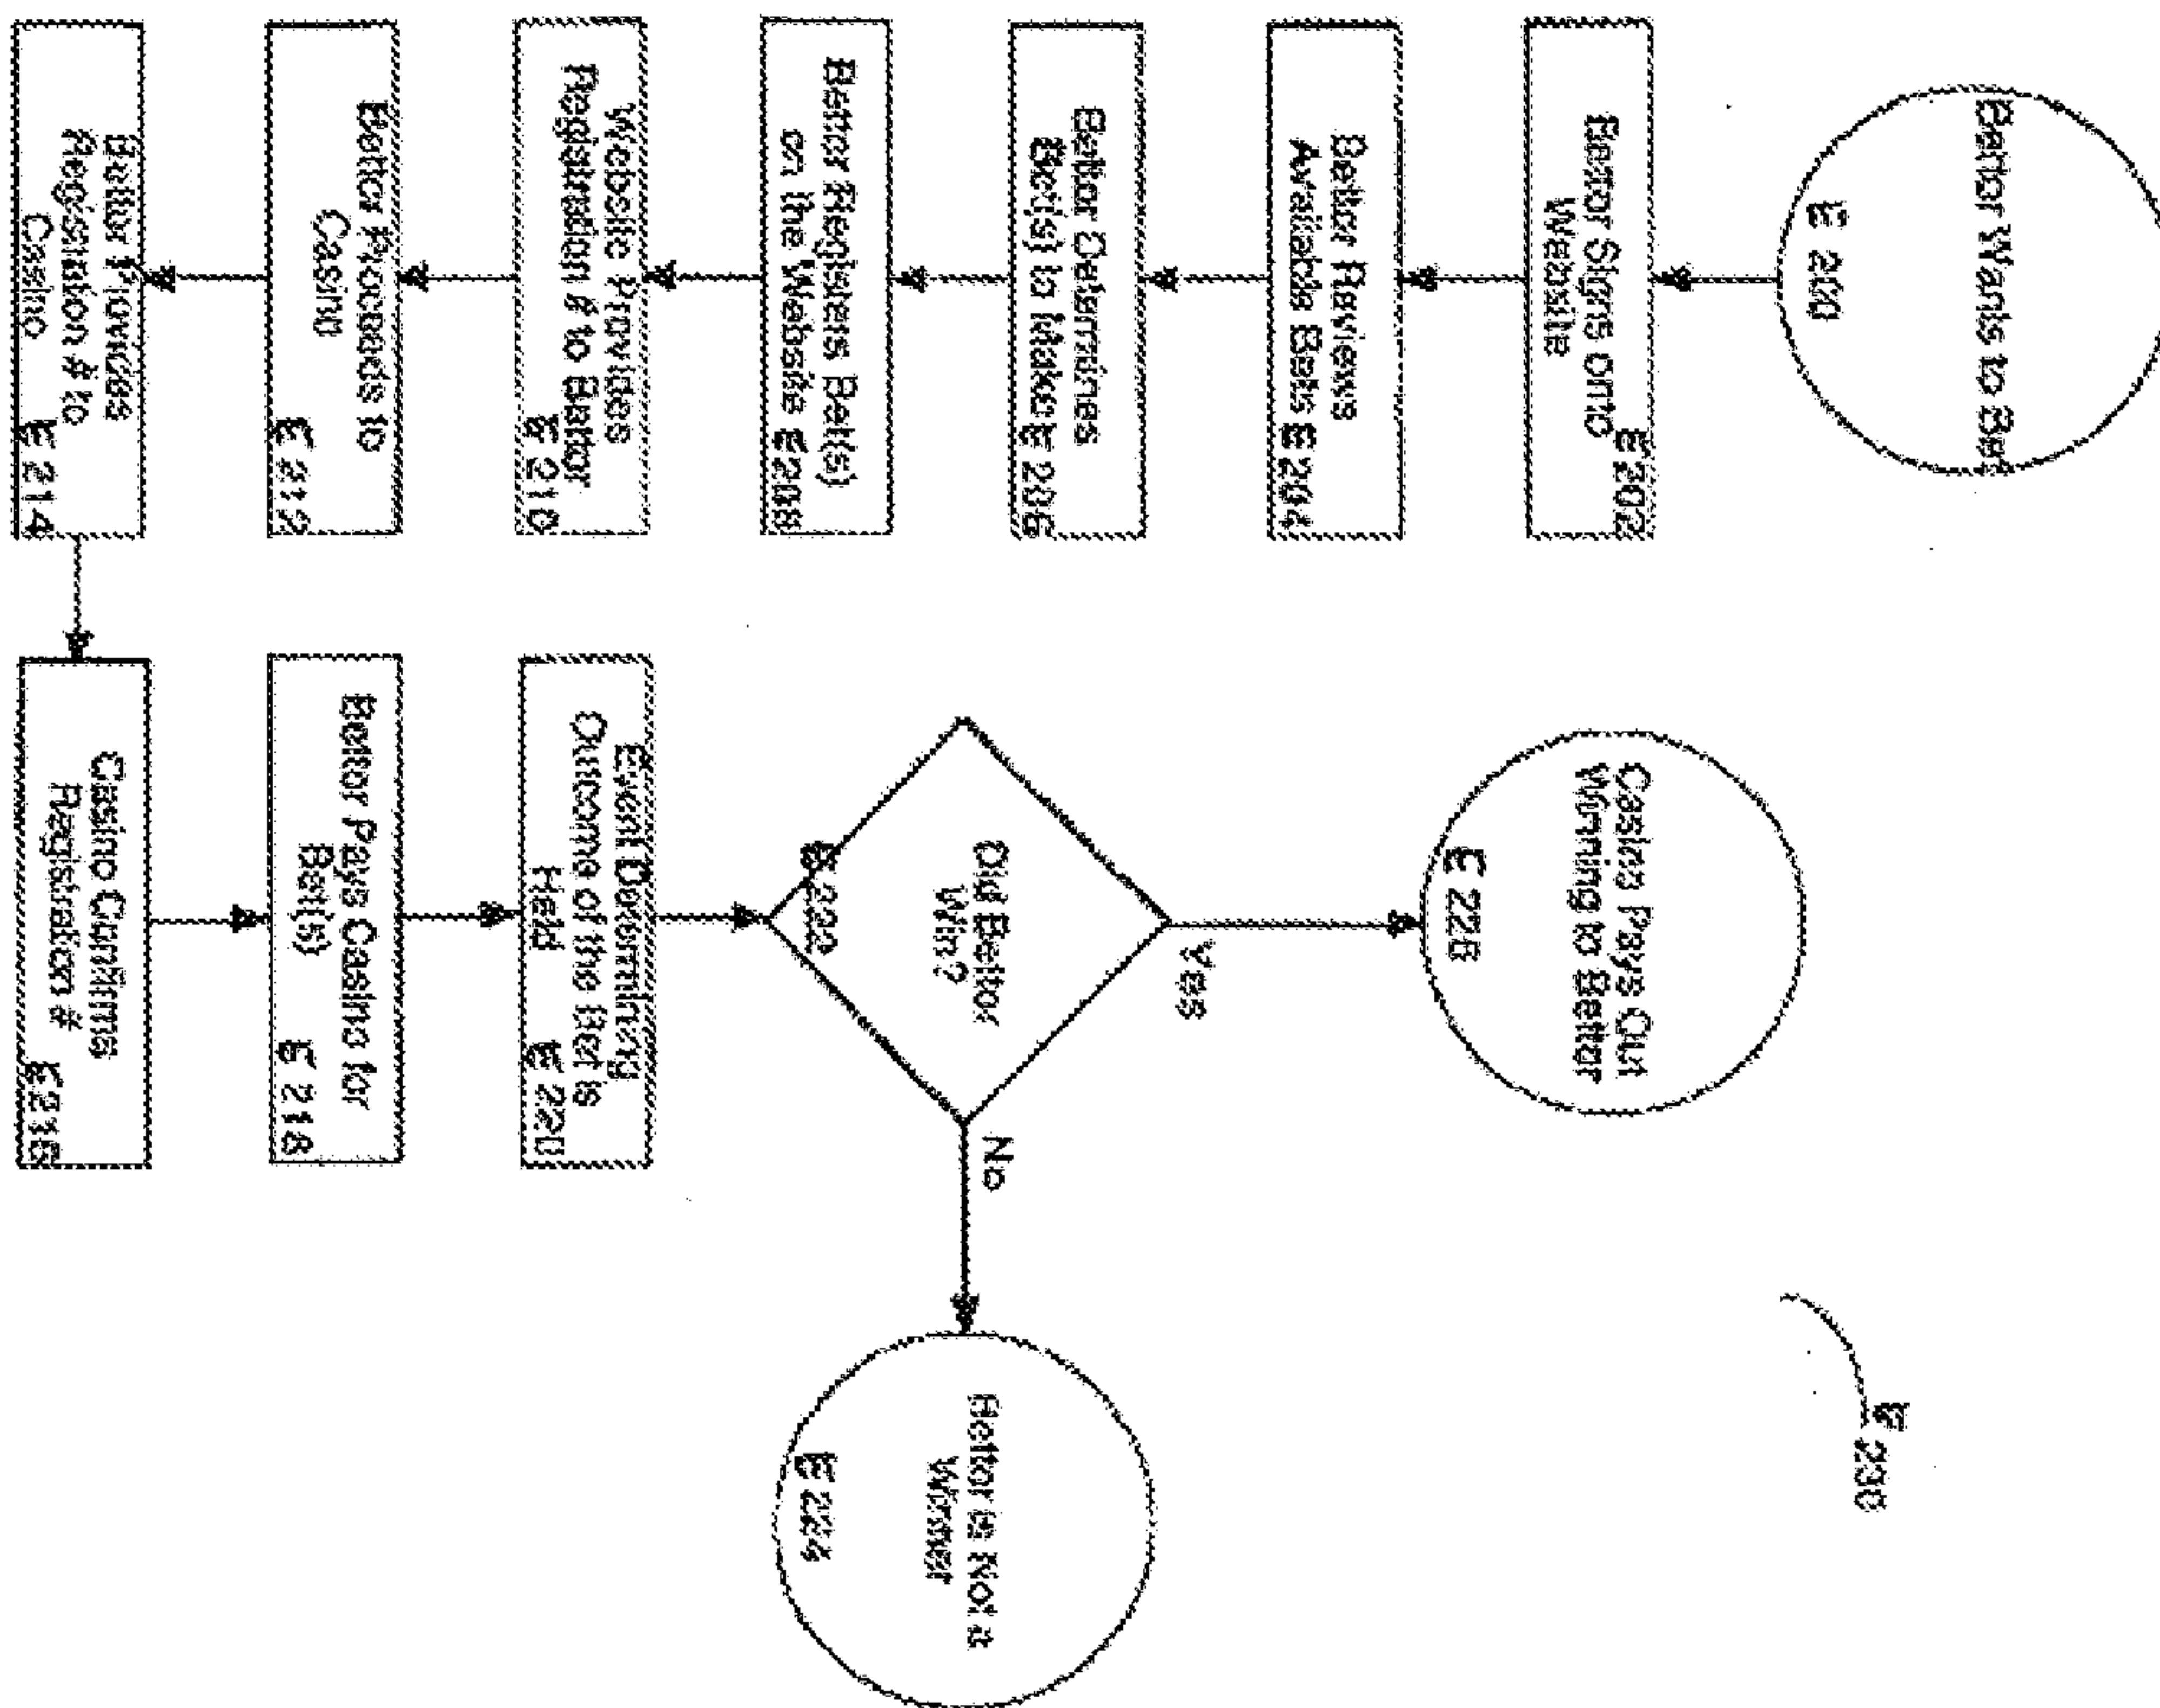 Bettor Wants to Bet
E 200
Bettor Signs onto
Website
E 202
Bettor Reviews
Available Bets E 204
Bettor Determines
Bet(s) to Make E 206
Bettor Registers Bet(s)
on the Website E 208
Website Provides
Registration # to Bettor
E 210
Bettor Proceeds to
Casino
E 212
Bettor Provides
Registration # to
Casino
E 214
Casino Confirms
Registration #
E 216
Bettor Pays Casino for
Bet(s)
E 218
Event Determining
Outcome of the Bet is
Held
E 220
Did Bettor
Win?
E 222
Yes
No
Casino Pays Out
Winning to Bettor
E 226
Bettor is Not a
Winner
E 224
E 230